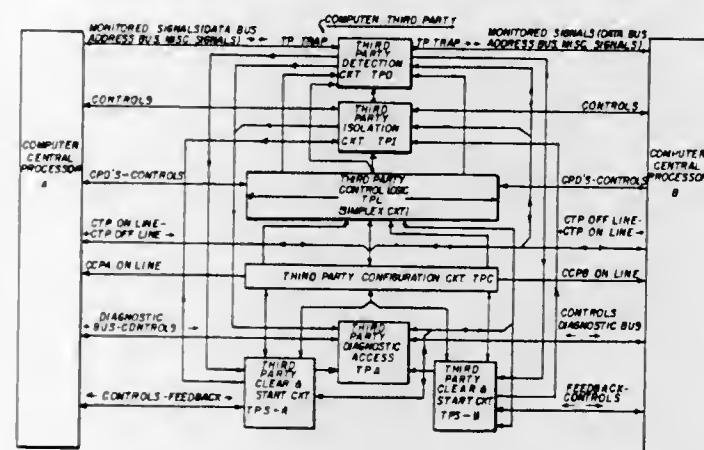 COMPUTER THIRD PARTY
MONITORED SIGNALS (DATA BUS
ADDRESS BUS, MISC. SIGNALS)
TP TRAP
THIRD
PARTY
DETECTION
CKT TPD
TP TRAP
MONITORED SIGNALS (DATA BUS
ADDRESS BUS, MISC. SIGNALS)
CONTROLS
THIRD
PARTY
ISOLATION
CKT TPI
CONTROLS
COMPUTER
CENTRAL
PROCESSOR
A
COMPUTER
CENTRAL
PROCESSOR
B
CPD'S-CONTROLS
THIRD PARTY
CONTROL LOGIC
TPL
(SIMPLEX CKT)
CPD'S-CONTROLS
CTP ON LINE-
CTP OFF LINE
CTP OFF LINE-
CTP ON LINE
CCPA ON LINE
THIRD PARTY CONFIGURATION CKT TPC
CCPB ON LINE
DIAGNOSTIC
BUS-CONTROLS
THIRD
PARTY
DIAGNOSTIC
ACCESS
TPA
CONTROLS
DIAGNOSTIC BUS
THIRD
PARTY
CLEAR &
START CKT
TPS-A
THIRD
PARTY
CLEAR &
START CKT
TPS-B
CONTROLS-FEEDBACK
FEEDBACK-
CONTROLS